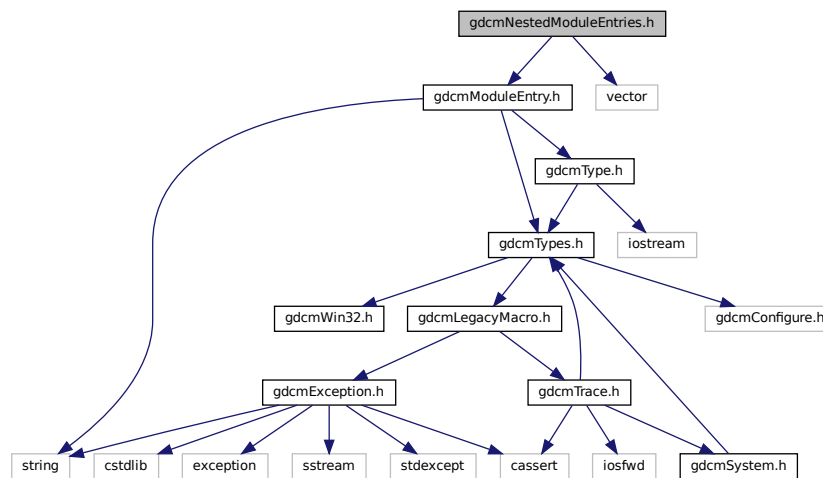 gdcmNestedModuleEntries.h
gdcmModuleEntry.h
vector
gdcmType.h
gdcmTypes.h
iostream
gdcmWin32.h
gdcmLegacyMacro.h
gdcmConfigure.h
gdcmException.h
gdcmTrace.h
string
cstdlib
exception
sstream
stdexcept
cassert
iosfwd
gdcmSystem.h